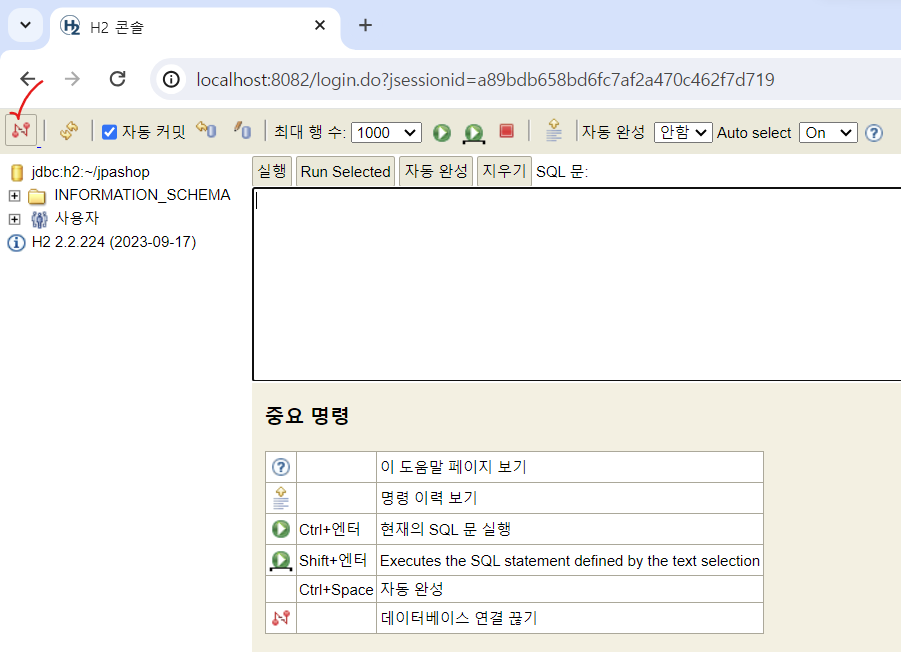 H2 콘솔
localhost:8082/login.do?jsessionid=a89bdb658bd6fc7af2a470c462f7d719
자동 커밋 최대 행 수: 1000 자동 완성 안함 Auto select On
jdbc:h2:~/jpashop
INFORMATION_SCHEMA
사용자
H2 2.2.224 (2023-09-17)
실행 Run Selected 자동 완성 지우기 SQL 문:
중요 명령
이 도움말 페이지 보기
명령 이력 보기
Ctrl+엔터 현재의 SQL 문 실행
Shift+엔터 Executes the SQL statement defined by the text selection
Ctrl+Space 자동 완성
데이터베이스 연결 끊기